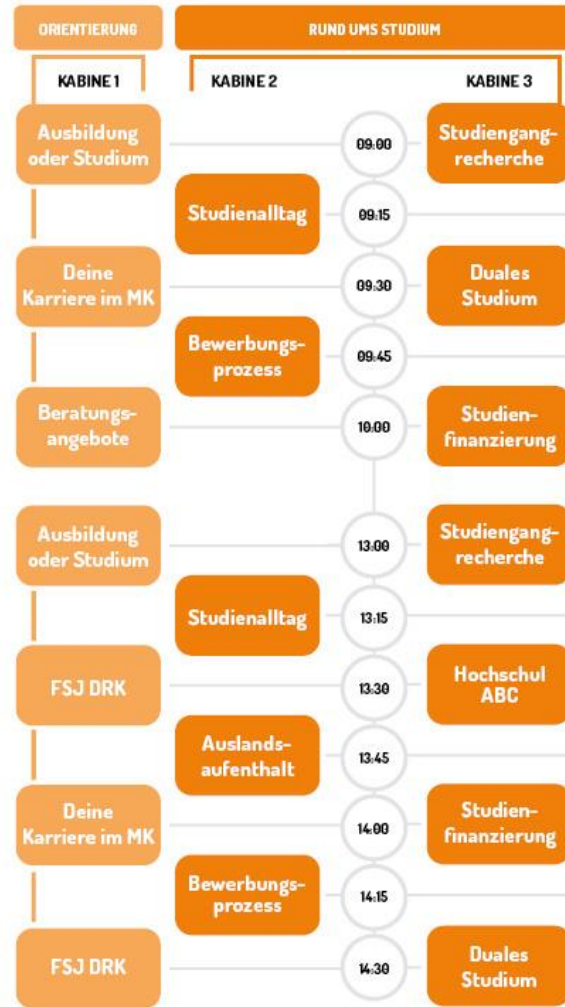 ORIENTIERUNG
RUND UMS STUDIUM
KABINE 1
KABINE 2
KABINE 3
Ausbildung
oder Studium
09:00
Studiengang-
recherche
Studienalltag
09:15
Deine
Karriere im MK
09:30
Duales
Studium
Bewerbungs-
prozess
09:45
Beratungs-
angebote
10:00
Studien-
finanzierung
Ausbildung
oder Studium
13:00
Studiengang-
recherche
Studienalltag
13:15
FSJ DRK
13:30
Hochschul
ABC
Auslands-
aufenthalt
13:45
Deine
Karriere im MK
14:00
Studien-
finanzierung
Bewerbungs-
prozess
14:15
FSJ DRK
14:30
Duales
Studium